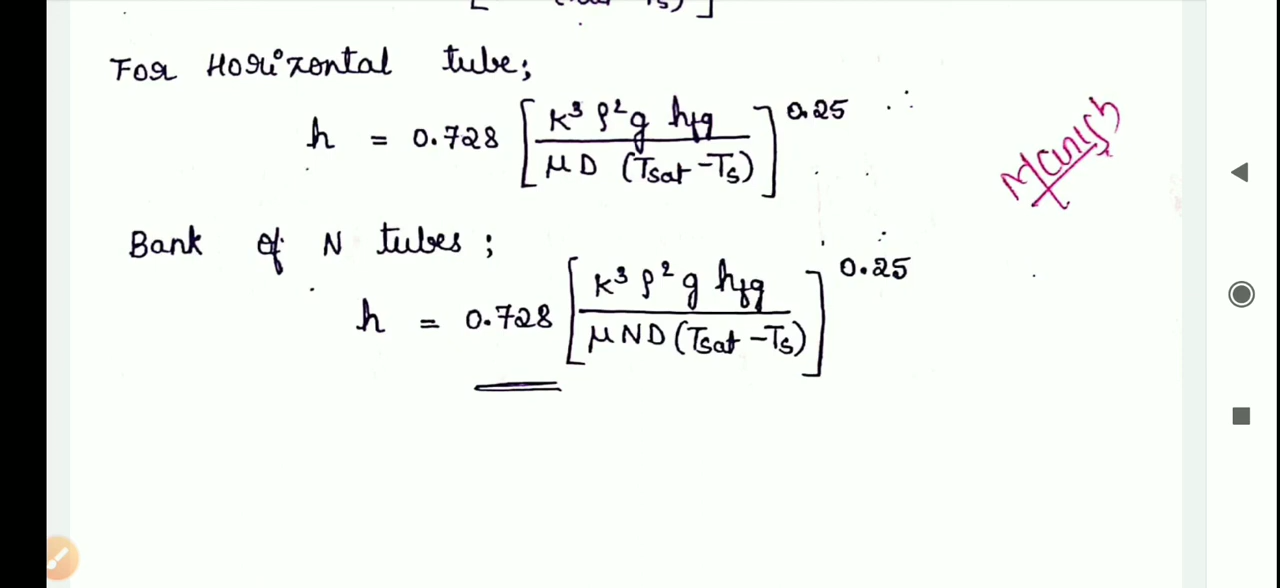 For Horizontal tube;
h = 0.728 [ K³ ρ² g hfg / μ D (Tsat - Ts) ]^0.25
Bank of N tubes;
h = 0.728 [ K³ ρ² g hfg / μ N D (Tsat - Ts) ]^0.25